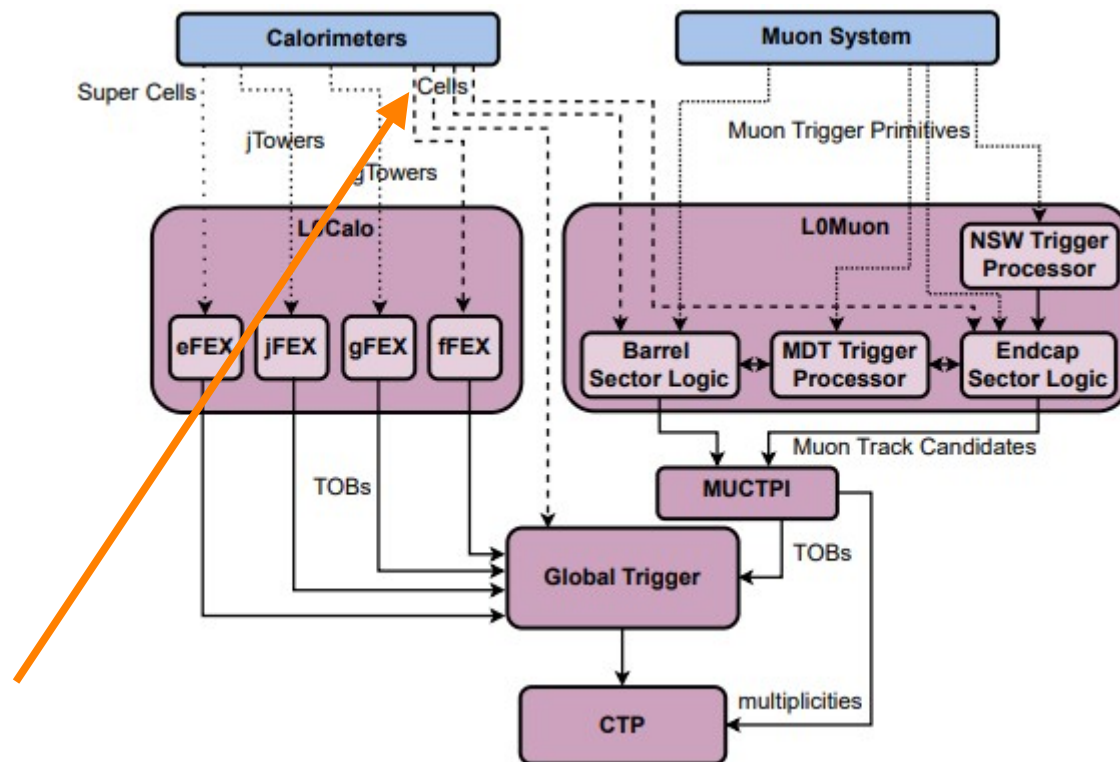 Calorimeters
Muon System
Super Cells
Cells
jTowers
gTowers
Muon Trigger Primitives
L0Calo
L0Muon
NSW Trigger
Processor
eFEX
jFEX
gFEX
fFEX
Barrel
Sector Logic
MDT Trigger
Processor
Endcap
Sector Logic
Muon Track Candidates
TOBs
MUCTPI
TOBs
Global Trigger
multiplicities
CTP